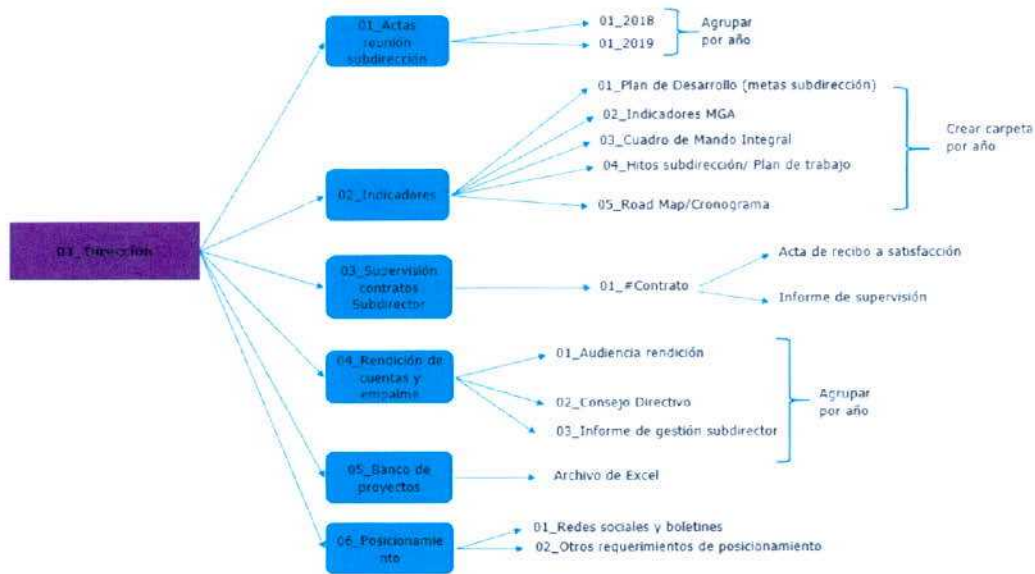 01_Actas
reunión
subdirección
01_2018
01_2019
Agrupar
por año
01_Plan de Desarrollo (metas subdirección)
02_Indicadores MGA
03_Cuadro de Mando Integral
04_Hitos subdirección/ Plan de trabajo
05_Road Map/Cronograma
Crear carpeta
por año
02_Indicadores
03_Dirección
03_Supervisión
contratos
Subdirector
01_#Contrato
Acta de recibo a satisfacción
Informe de supervisión
04_Rendición de
cuentas y
empalme
01_Audiencia rendición
02_Consejo Directivo
03_Informe de gestión subdirector
Agrupar
por año
05_Banco de
proyectos
Archivo de Excel
06_Posicionamie
nto
01_Redes sociales y boletines
02_Otros requerimientos de posicionamiento